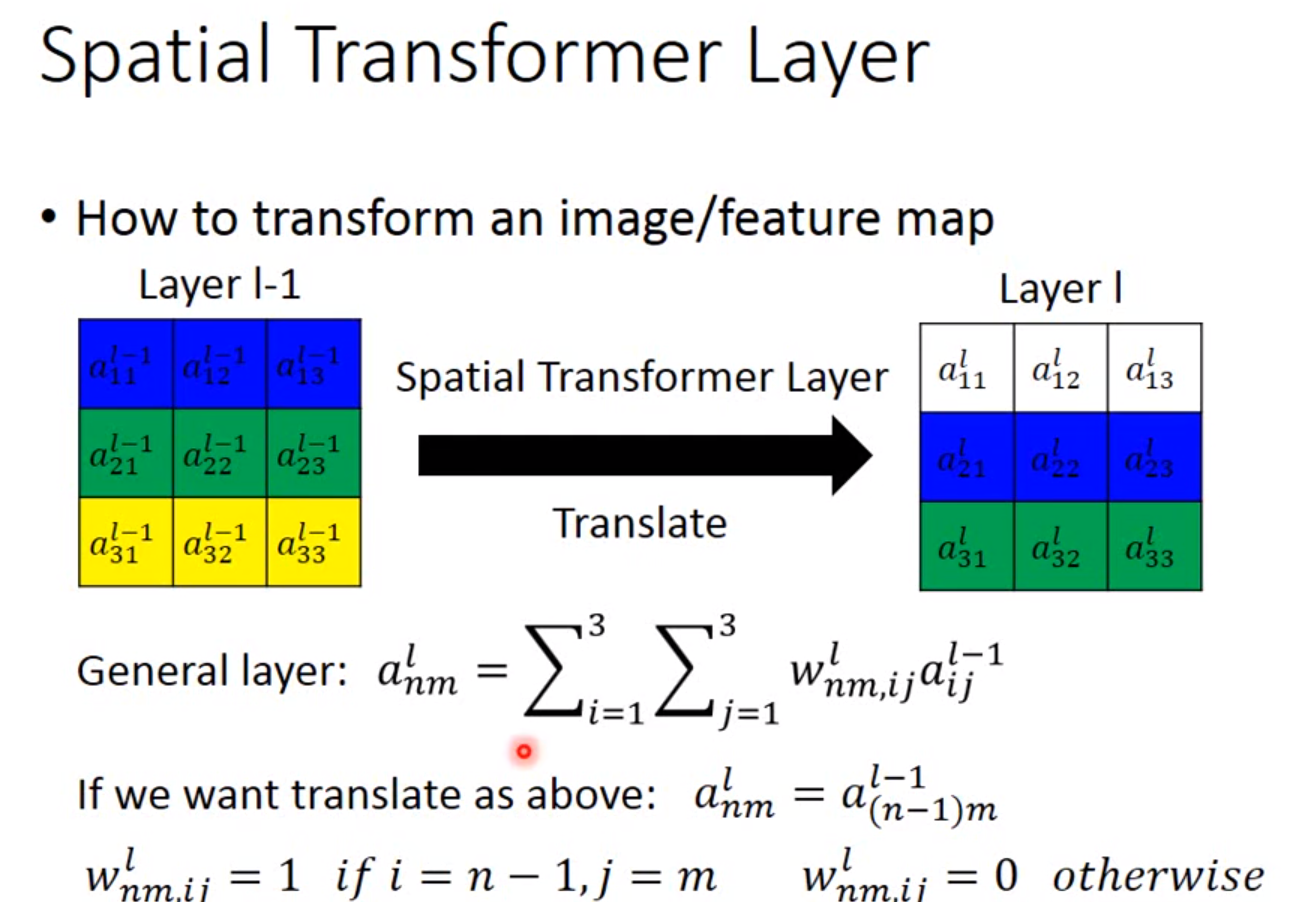 Spatial Transformer Layer
• How to transform an image/feature map
Layer l-1
Layer l
a_{11}^{l-1} a_{12}^{l-1} a_{13}^{l-1}
a_{21}^{l-1} a_{22}^{l-1} a_{23}^{l-1}
a_{31}^{l-1} a_{32}^{l-1} a_{33}^{l-1}
Spatial Transformer Layer
Translate
a_{11}^{l} a_{12}^{l} a_{13}^{l}
a_{21}^{l} a_{22}^{l} a_{23}^{l}
a_{31}^{l} a_{32}^{l} a_{33}^{l}
General layer: a_{nm}^{l} = ∑_{i=1}^{3} ∑_{j=1}^{3} w_{nm,ij}^{l} a_{ij}^{l-1}
If we want translate as above: a_{nm}^{l} = a_{(n-1)m}^{l-1}
w_{nm,ij}^{l} = 1 if i = n − 1, j = m w_{nm,ij}^{l} = 0 otherwise